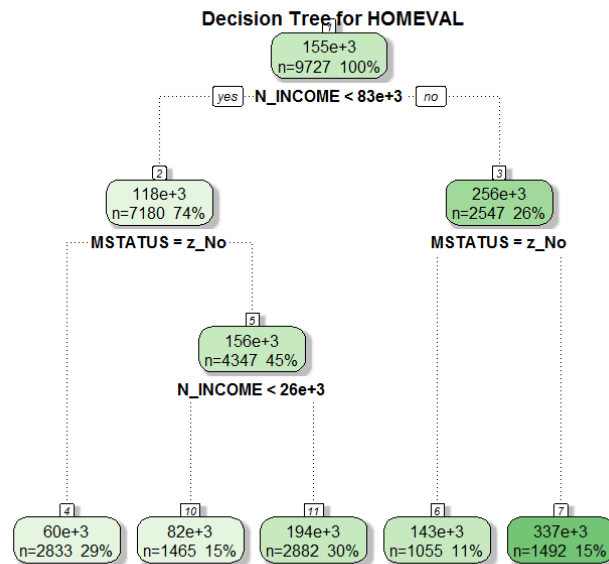 Decision Tree for HOMEVAL
1
155e+3
n=9727 100%
yes N_INCOME < 83e+3 no
2
118e+3
n=7180 74%
3
256e+3
n=2547 26%
MSTATUS = z_No
MSTATUS = z_No
5
156e+3
n=4347 45%
N_INCOME < 26e+3
4
60e+3
n=2833 29%
10
82e+3
n=1465 15%
11
194e+3
n=2882 30%
6
143e+3
n=1055 11%
7
337e+3
n=1492 15%